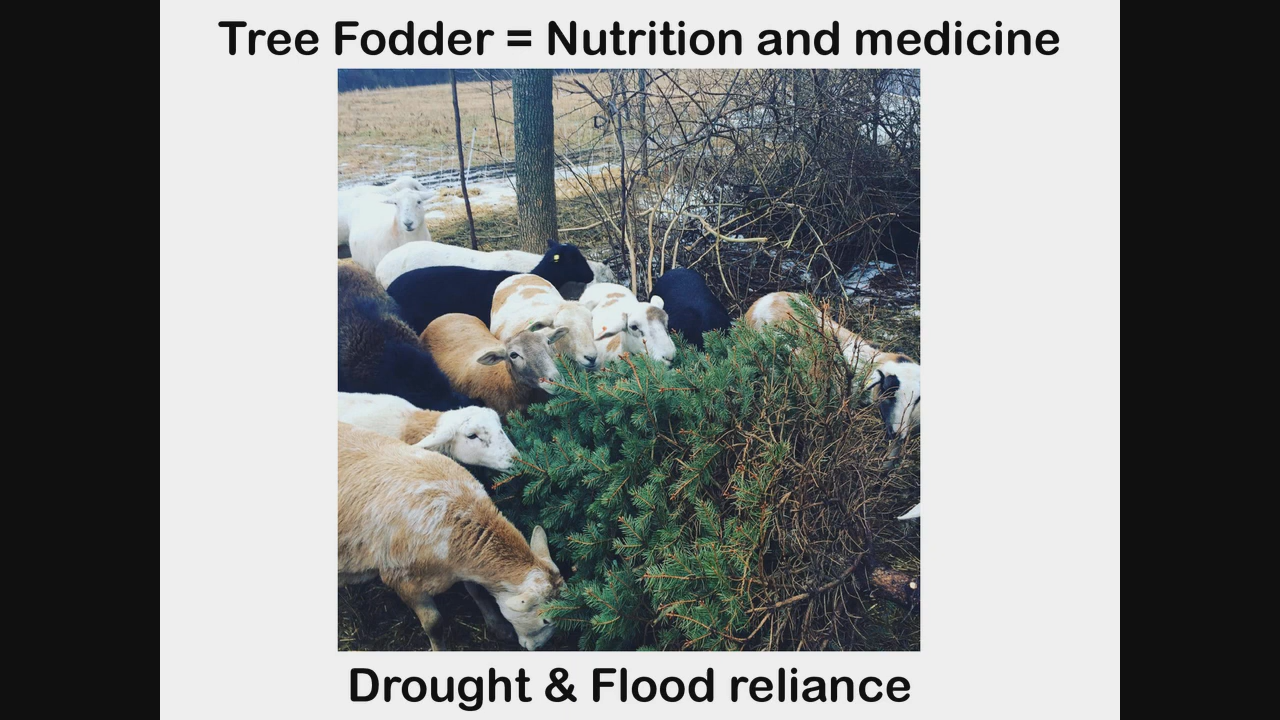 Tree Fodder = Nutrition and medicine
Drought & Flood reliance